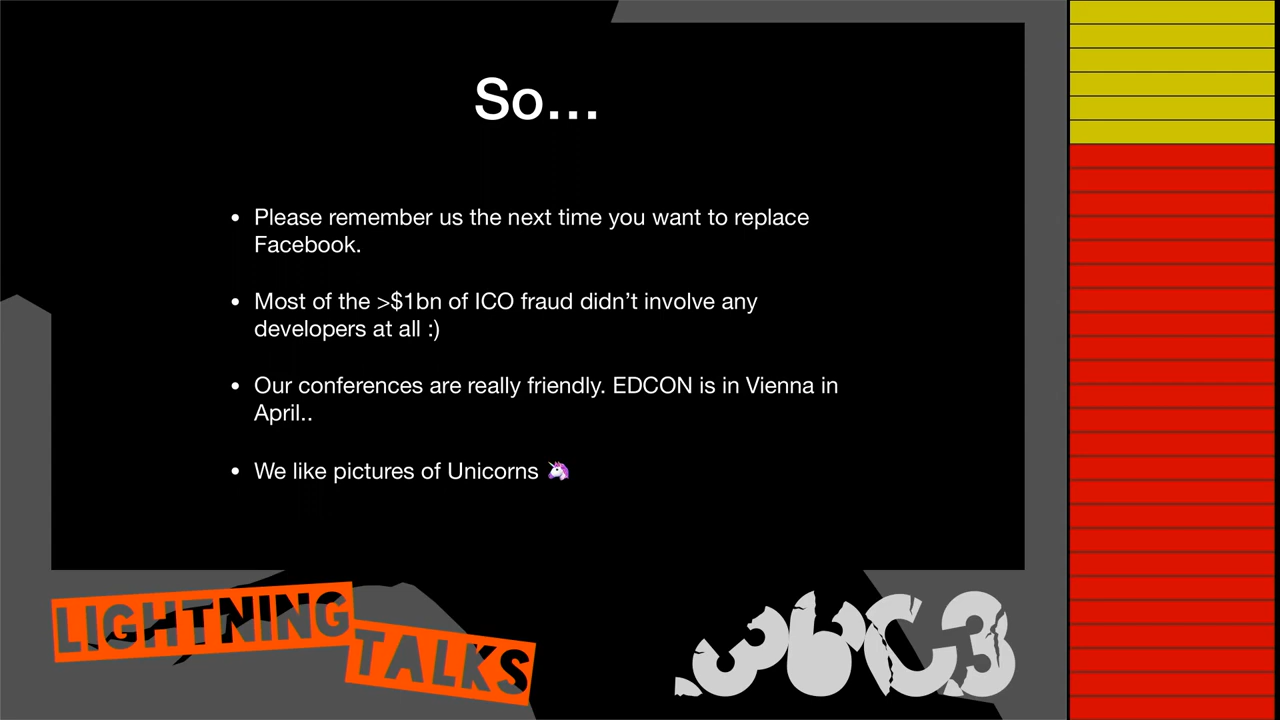 So...
• Please remember us the next time you want to replace
Facebook.
• Most of the >$1bn of ICO fraud didn’t involve any
developers at all :)
• Our conferences are really friendly. EDCON is in Vienna in
April..
• We like pictures of Unicorns 🦄
LIGHTNING
TALKS
36C3